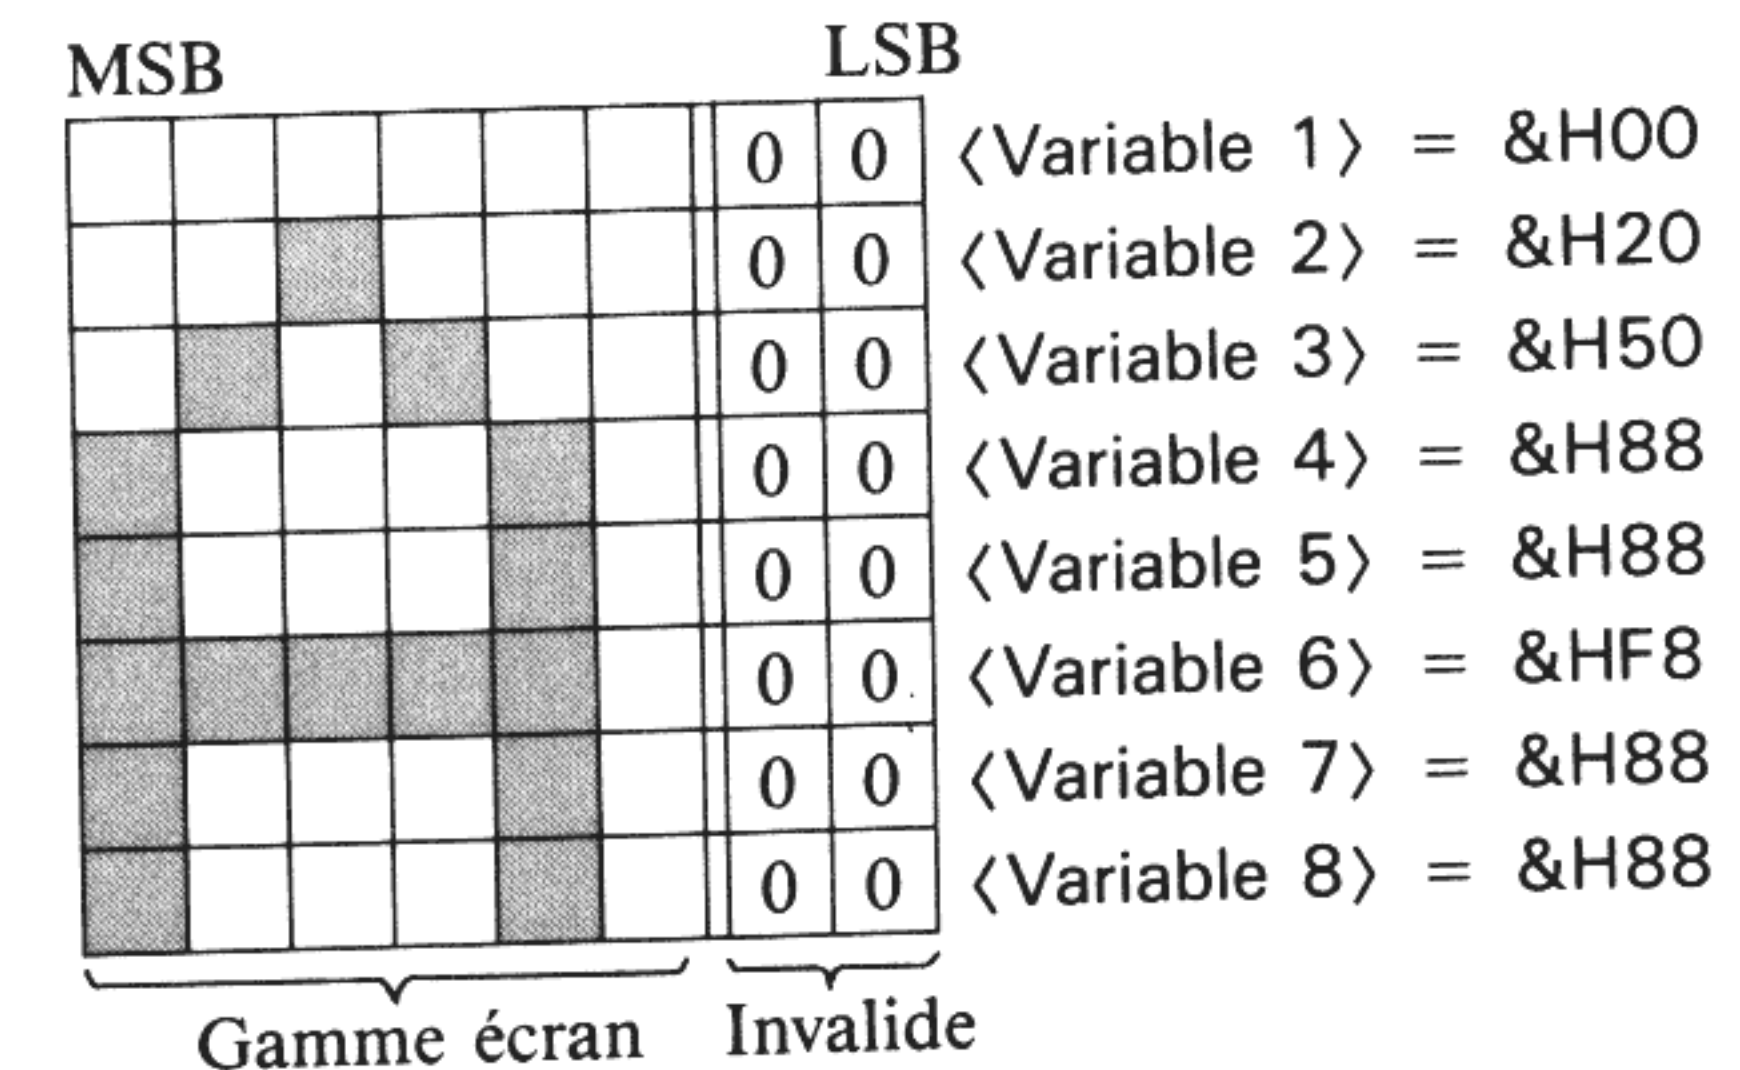 MSB LSB
0 0 〈Variable 1〉 = &H00
0 0 〈Variable 2〉 = &H20
0 0 〈Variable 3〉 = &H50
0 0 〈Variable 4〉 = &H88
0 0 〈Variable 5〉 = &H88
0 0 〈Variable 6〉 = &HF8
0 0 〈Variable 7〉 = &H88
0 0 〈Variable 8〉 = &H88
Gamme écran Invalide